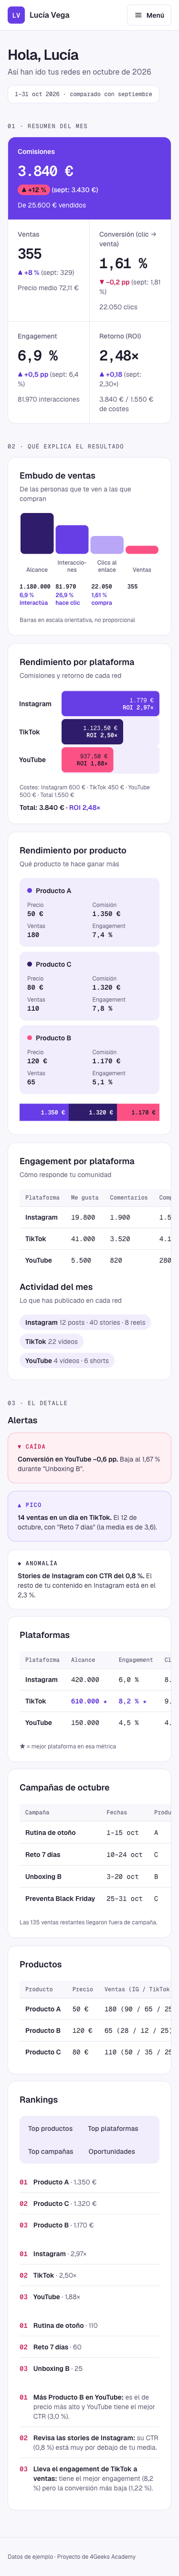 LV Lucía Vega
Menú
Hola, Lucía
Así han ido tus redes en octubre de 2026
1–31 oct 2026 · comparado con septiembre
01 · RESUMEN DEL MES
Comisiones
3.840 €
▲ +12 % (sept: 3.430 €)
De 25.600 € vendidos
Ventas
355
▲ +8 % (sept: 329)
Precio medio 72,11 €
Conversión (clic →
venta)
1,61 %
▼ −0,2 pp (sept: 1,81
%)
22.050 clics
Engagement
6,9 %
▲ +0,5 pp (sept: 6,4
%)
81.970 interacciones
Retorno (ROI)
2,48×
▲ +0,18 (sept:
2,30×)
3.840 € / 1.550 €
de costes
02 · QUÉ EXPLICA EL RESULTADO
Embudo de ventas
De las personas que te ven a las que
compran
Alcance
Interaccio-
nes
Clics al
enlace
Ventas
1.180.000 81.970 22.050 355
6,9 %
interactúa
26,9 %
hace clic
1,61 %
compra
Barras en escala orientativa, no proporcional
Rendimiento por plataforma
Comisiones y retorno de cada red
Instagram
1.779 €
ROI 2,97×
TikTok
1.123,50 €
ROI 2,50×
YouTube
937,50 €
ROI 1,88×
Costes: Instagram 600 € · TikTok 450 € · YouTube
500 € · Total 1.550 €
Total: 3.840 € · ROI 2,48×
Rendimiento por producto
Qué producto te hace ganar más
Producto A
Precio
50 €
Comisión
1.350 €
Ventas
180
Engagement
7,4 %
Producto C
Precio
80 €
Comisión
1.320 €
Ventas
110
Engagement
7,8 %
Producto B
Precio
120 €
Comisión
1.170 €
Ventas
65
Engagement
5,1 %
1.350 € 1.320 € 1.170 €
Engagement por plataforma
Cómo responde tu comunidad
Plataforma Me gusta Comentarios Comp
Instagram 19.800 1.900 1.5
TikTok 41.000 3.520 4.1
YouTube 5.500 820 280
Actividad del mes
Lo que has publicado en cada red
Instagram 12 posts · 40 stories · 8 reels
TikTok 22 vídeos
YouTube 4 vídeos · 6 shorts
03 · EL DETALLE
Alertas
▼ CAÍDA
Conversión en YouTube −0,6 pp. Baja al 1,67 %
durante "Unboxing B".
▲ PICO
14 ventas en un día en TikTok. El 12 de
octubre, con "Reto 7 días" (la media es de 3,6).
◆ ANOMALÍA
Stories de Instagram con CTR del 0,8 %. El
resto de tu contenido en Instagram está en el
2,3 %.
Plataformas
Plataforma Alcance Engagement Cl
Instagram 420.000 6,0 % 8.
TikTok 610.000 ★ 8,2 % ★ 9.
YouTube 150.000 4,5 % 4.
★ = mejor plataforma en esa métrica
Campañas de octubre
Campaña Fechas Produ
Rutina de otoño 1–15 oct A
Reto 7 días 10–24 oct C
Unboxing B 3–20 oct B
Preventa Black Friday 25–31 oct C
Las 135 ventas restantes llegaron fuera de campaña.
Productos
Producto Precio Ventas (IG / TikTok
Producto A 50 € 180 (90 / 65 / 25
Producto B 120 € 65 (28 / 12 / 25)
Producto C 80 € 110 (50 / 35 / 25
Rankings
Top productos Top plataformas
Top campañas Oportunidades
01 Producto A · 1.350 €
02 Producto C · 1.320 €
03 Producto B · 1.170 €
01 Instagram · 2,97×
02 TikTok · 2,50×
03 YouTube · 1,88×
01 Rutina de otoño · 110
02 Reto 7 días · 60
03 Unboxing B · 25
01 Más Producto B en YouTube: es el de
precio más alto y YouTube tiene el mejor
CTR (3,0 %).
02 Revisa las stories de Instagram: su CTR
(0,8 %) está muy por debajo de tu media.
03 Lleva el engagement de TikTok a
ventas: tiene el mejor engagement (8,2
%) pero la conversión más baja (1,22 %).
Datos de ejemplo · Proyecto de 4Geeks Academy